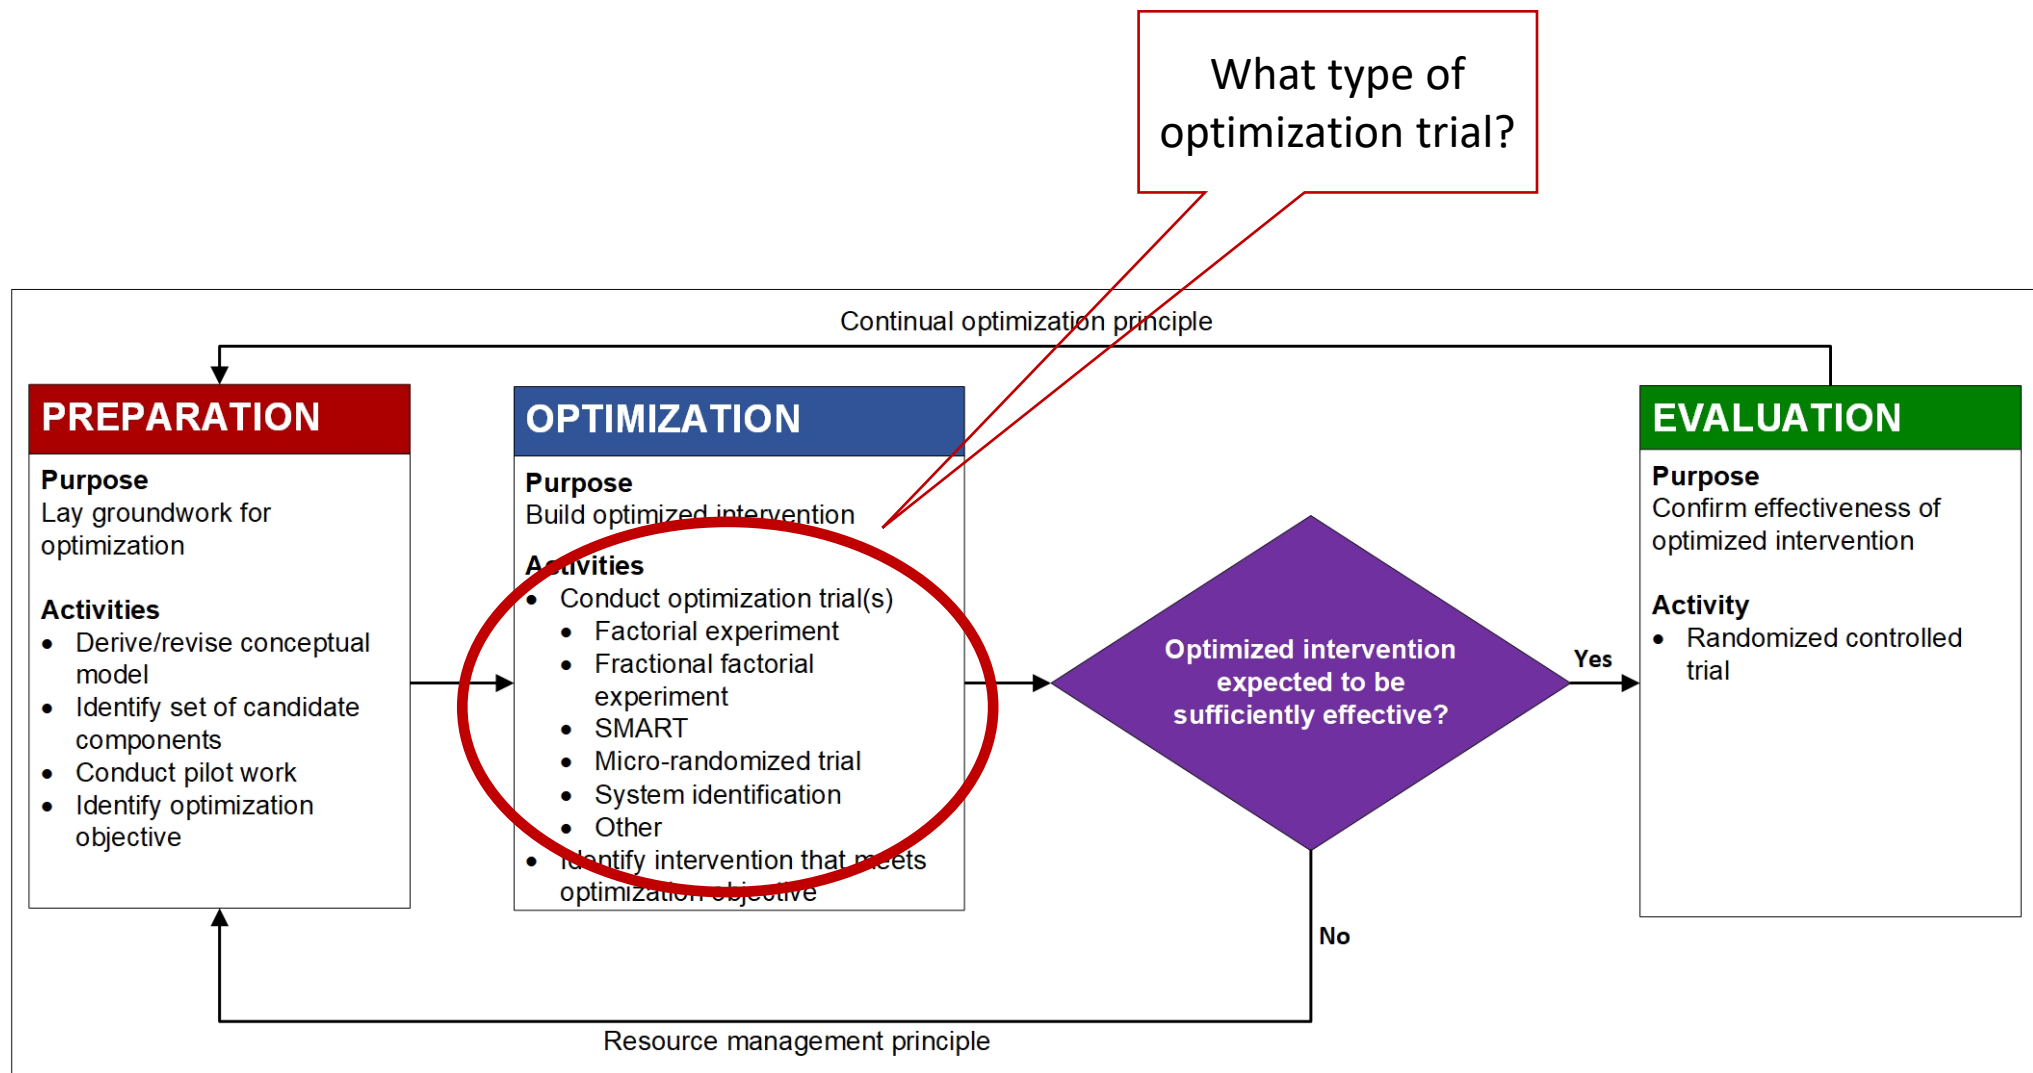 What type of
optimization trial?
Continual optimization principle
PREPARATION
Purpose
Lay groundwork for
optimization
Activities
• Derive/revise conceptual
model
• Identify set of candidate
components
• Conduct pilot work
• Identify optimization
objective
OPTIMIZATION
Purpose
Build optimized intervention
Activities
• Conduct optimization trial(s)
• Factorial experiment
• Fractional factorial
experiment
• SMART
• Micro-randomized trial
• System identification
• Other
• Identify intervention that meets
optimization objective
Optimized intervention
expected to be
sufficiently effective?
Yes
No
EVALUATION
Purpose
Confirm effectiveness of
optimized intervention
Activity
• Randomized controlled
trial
Resource management principle